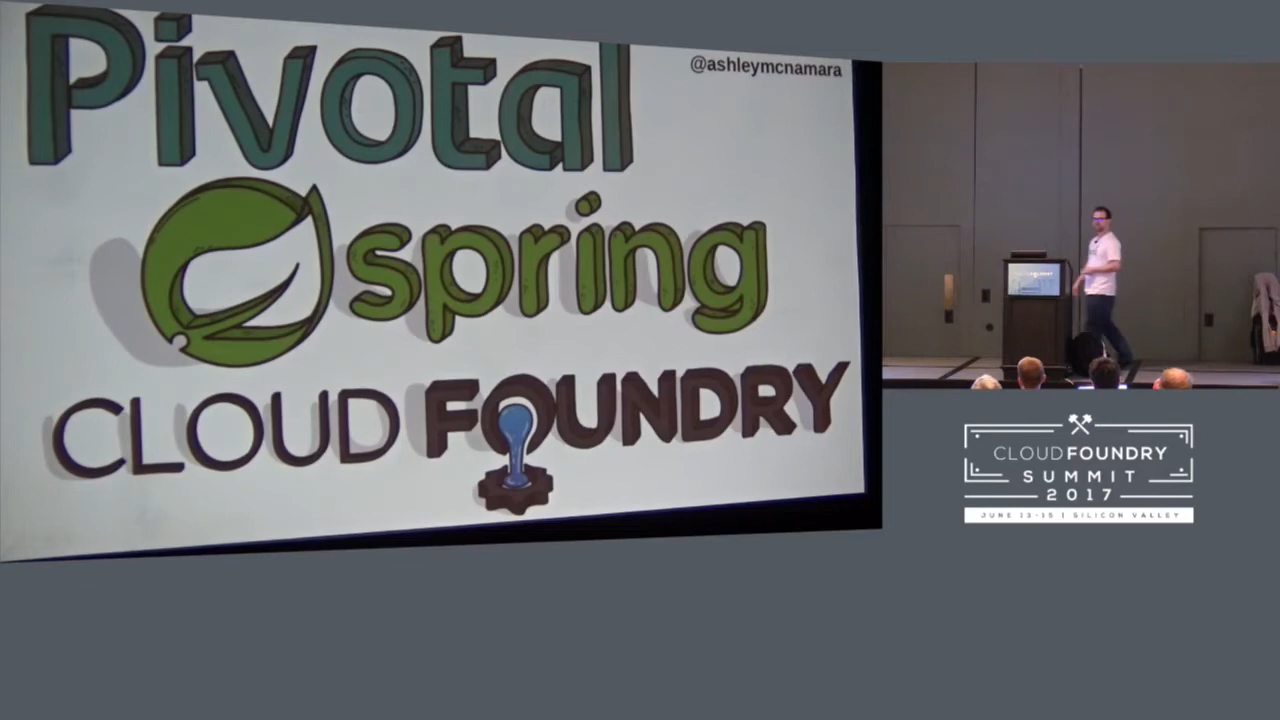 Pivotal
@ashleymcnamara
spring
CLOUD FOUNDRY
CLOUD FOUNDRY
SUMMIT
2017
JUNE 13-15 | SILICON VALLEY